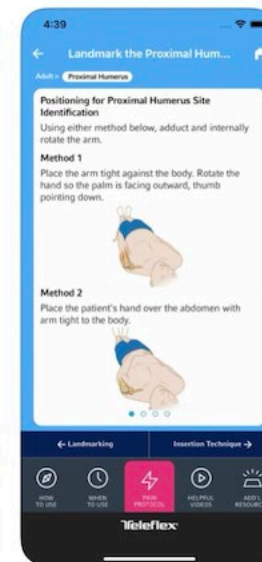 4:39
Landmark the Proximal Hum...
Adult > Proximal Humerus
Positioning for Proximal Humerus Site
Identification
Using either method below, adduct and internally
rotate the arm.
Method 1
Place the arm tight against the body. Rotate the
hand so the palm is facing outward, thumb
pointing down.
Method 2
Place the patient's hand over the abdomen with
arm tight to the body.
← Landmarking
Insertion Technique →
HOW
TO USE
WHEN
TO USE
PAIN
PROTOCOL
HELPFUL
VIDEOS
ADD'L
RESOURC
Teleflex